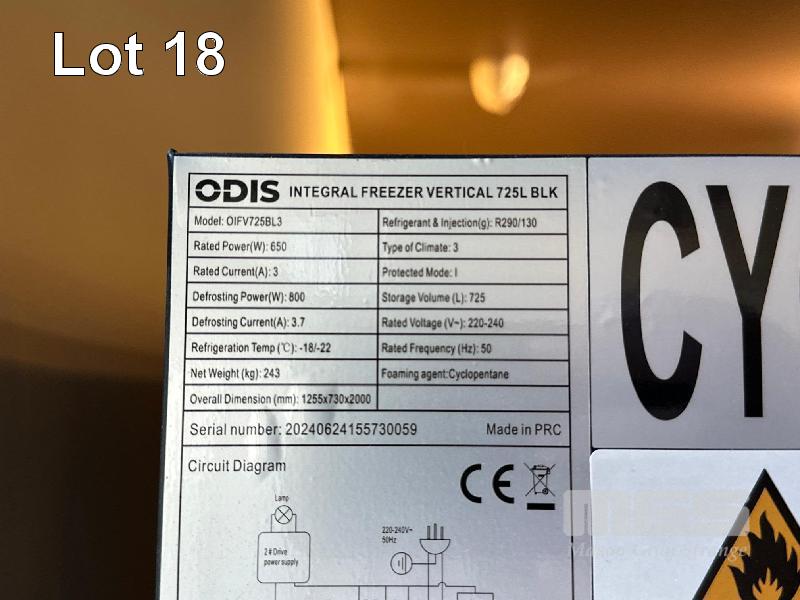 Lot 18
ODIS INTEGRAL FREEZER VERTICAL 725L BLK
Model: OIFV725BL3 Refrigerant & Injection(g): R290/130
Rated Power(W): 650 Type of Climate: 3
Rated Current(A): 3 Protected Mode: I
Defrosting Power(W): 800 Storage Volume (L): 725
Defrosting Current(A): 3.7 Rated Voltage (V~): 220-240
Refrigeration Temp (℃): -18/-22 Rated Frequency (Hz): 50
Net Weight (kg): 243 Foaming agent:Cyclopentane
Overall Dimension (mm): 1255x730x2000
Serial number: 20240624155730059 Made in PRC
Circuit Diagram
CE
Lamp
220-240V~
50Hz
2 # Drive
power supply
CY
Mason Gray Strange